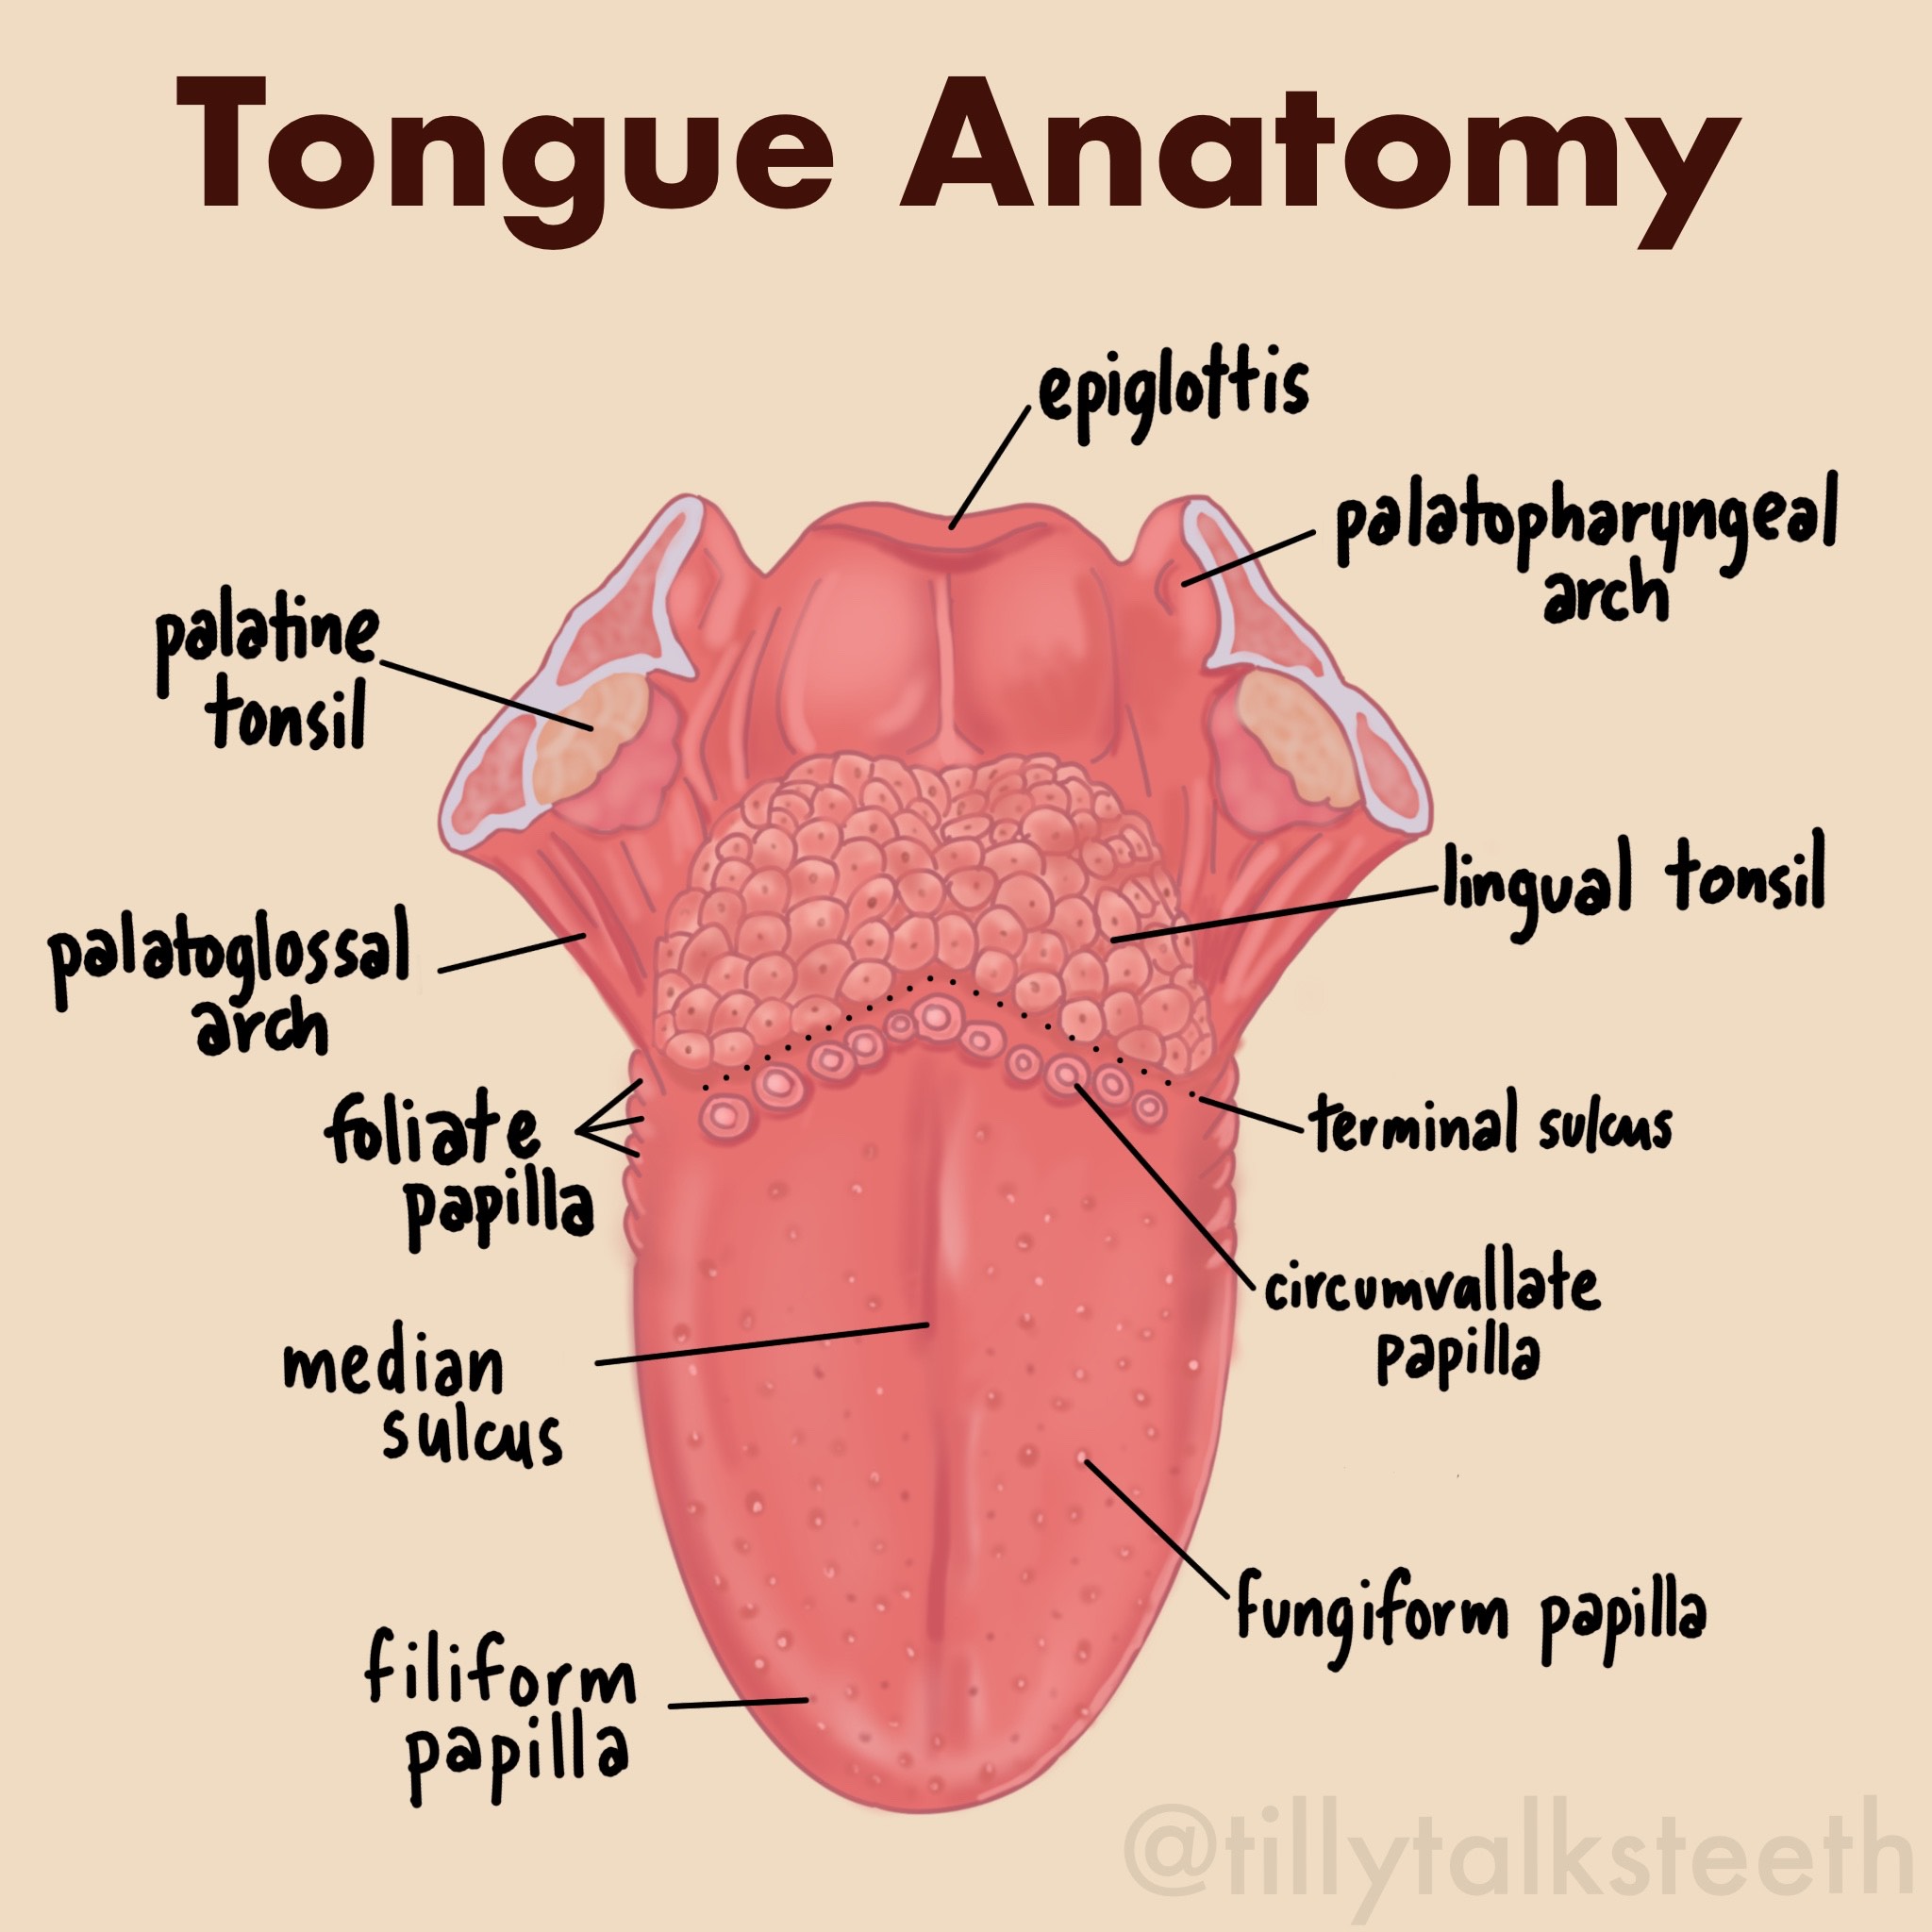 Tongue Anatomy
epiglottis
palatopharyngeal
arch
palatine
tonsil
lingual tonsil
palatoglossal
arch
foliate
papilla
terminal sulcus
circumvallate
papilla
median
sulcus
fungiform papilla
filiform
papilla
@tillytalksteeth